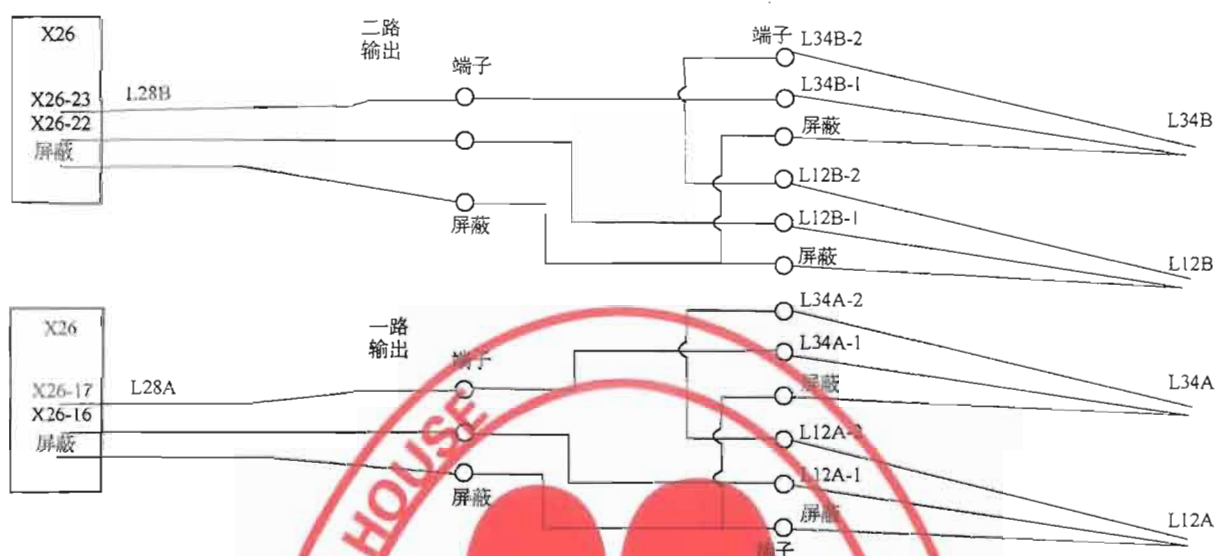 X26
X26-23
X26-22
屏蔽
L28B
二路
输出
端子
屏蔽
端子
L34B-2
L34B-1
屏蔽
L12B-2
L12B-1
屏蔽
L34B
L12B
X26
X26-17
X26-16
屏蔽
L28A
一路
输出
端子
屏蔽
L34A-2
L34A-1
屏蔽
L12A-2
L12A-1
屏蔽
端子
L34A
L12A
HOUSE